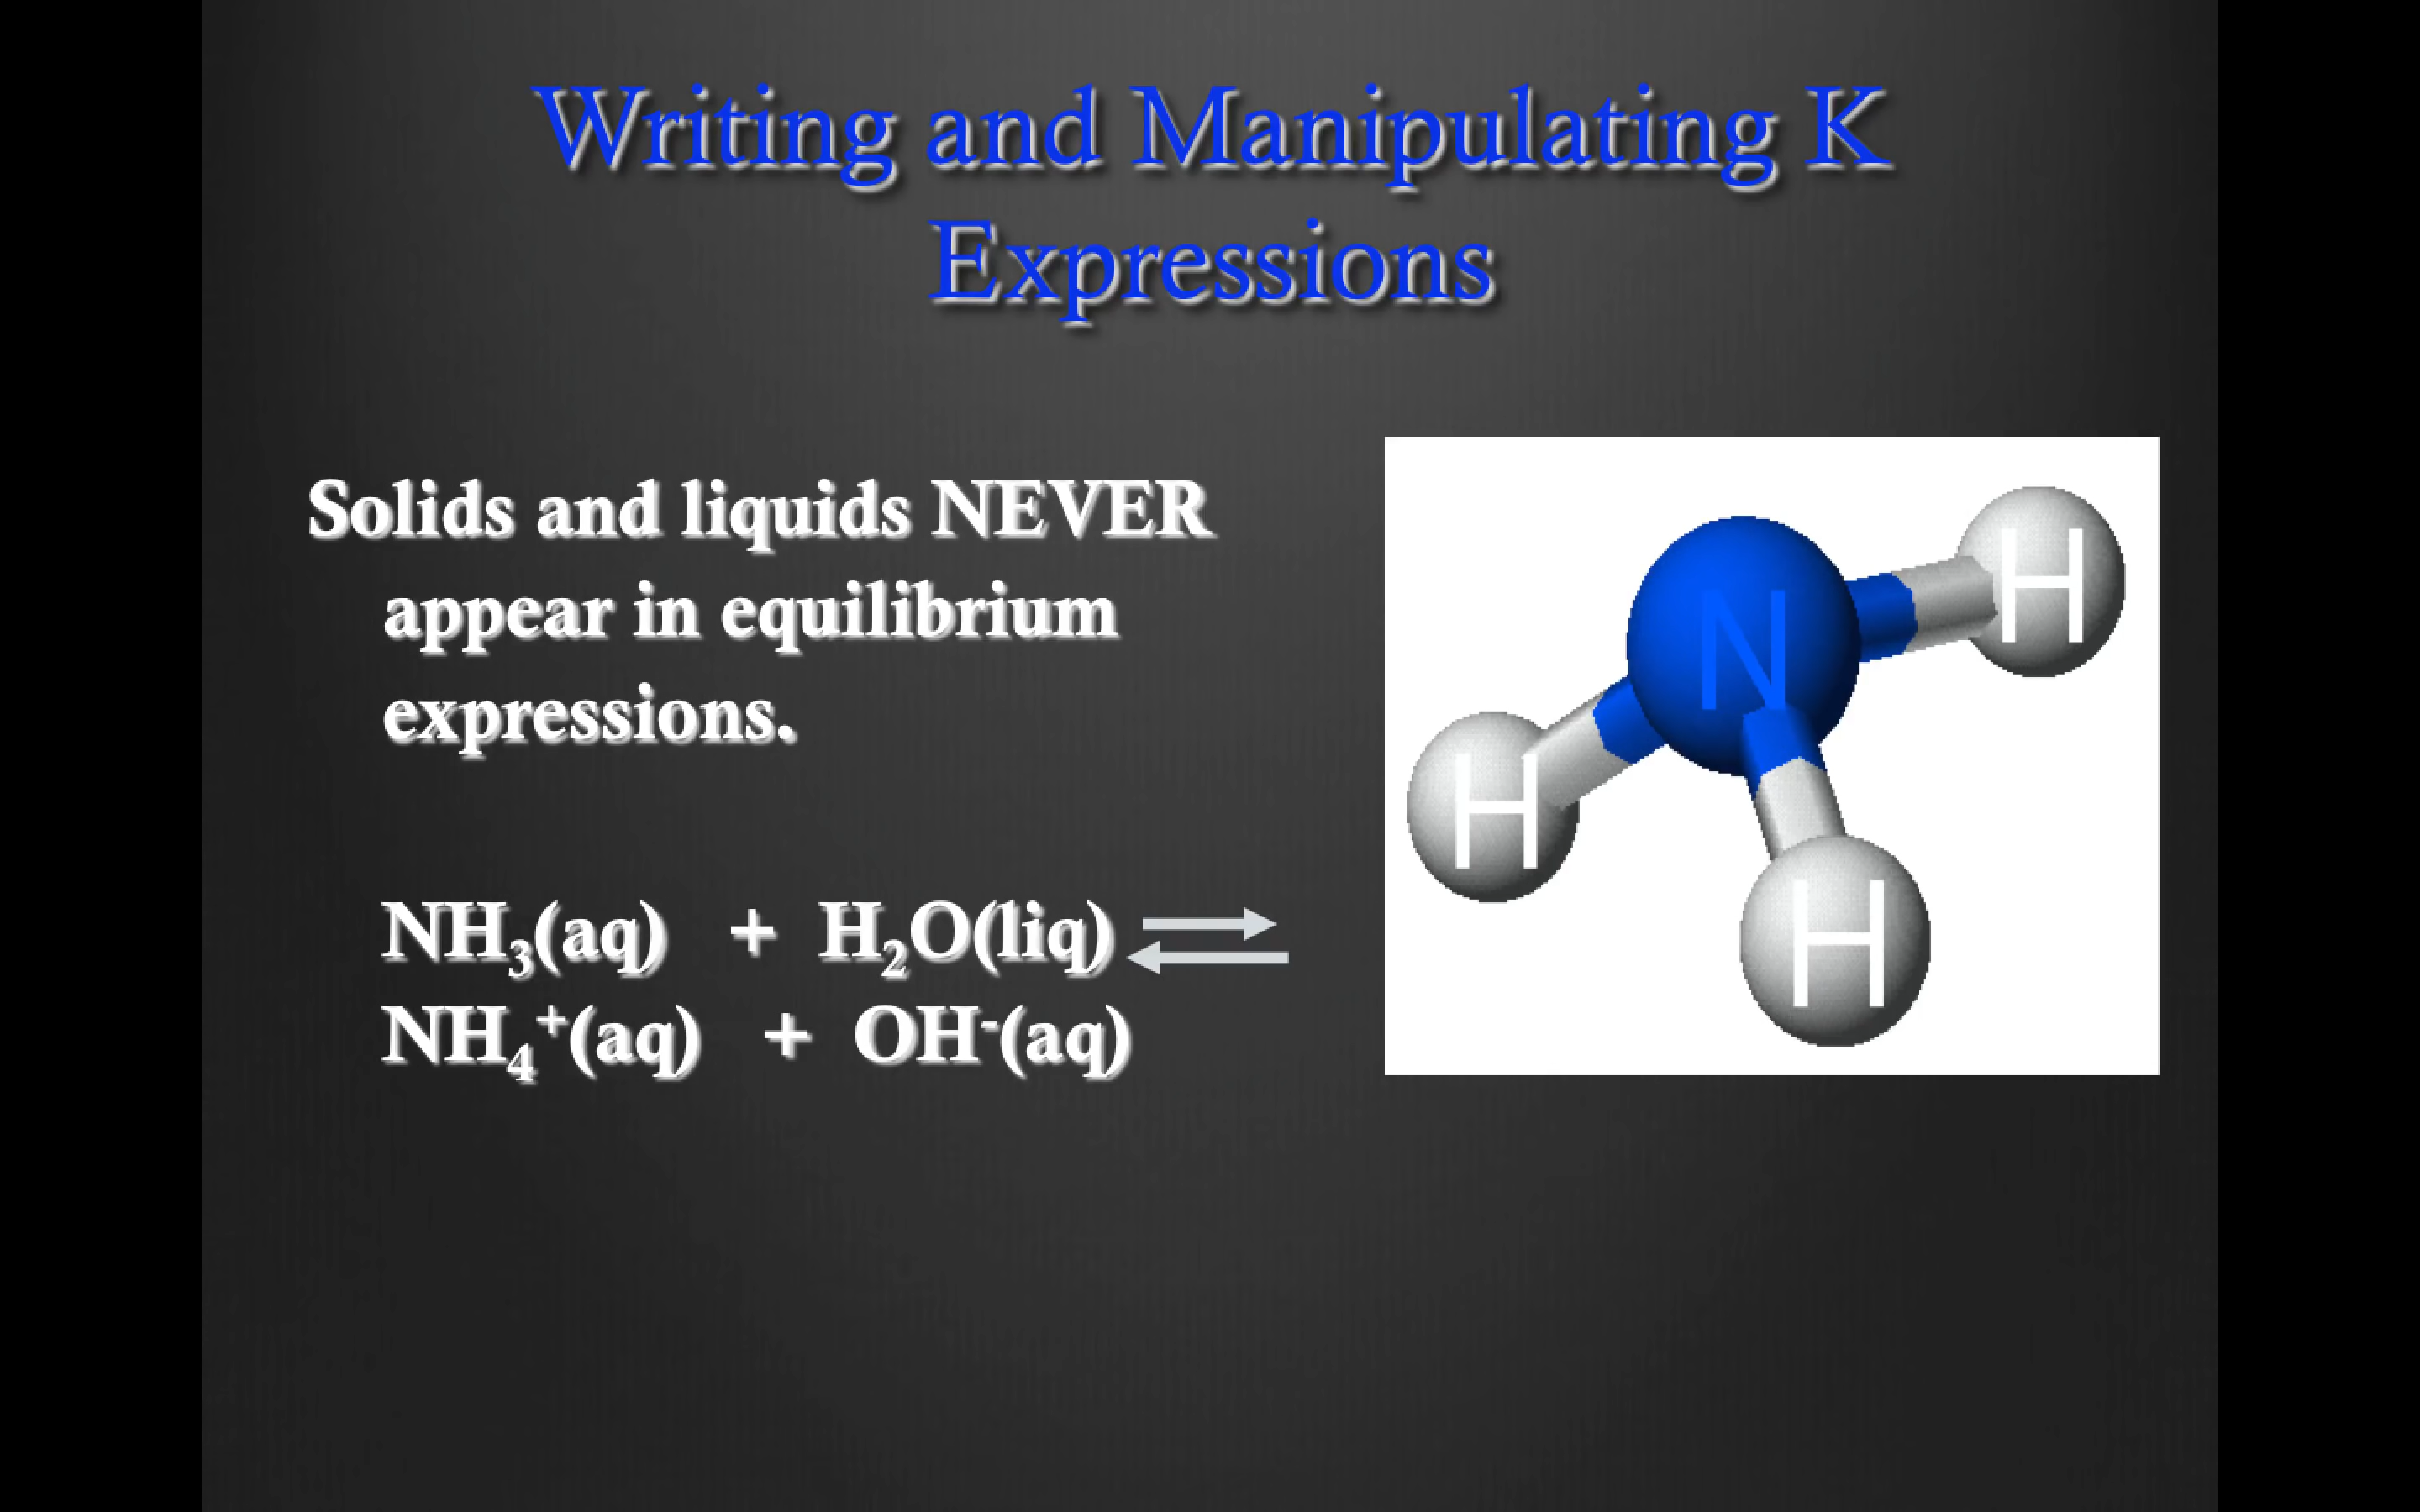 Writing and Manipulating K
Expressions
Solids and liquids NEVER
appear in equilibrium
expressions.
NH₃(aq) + H₂O(liq) ⇌
NH₄⁺(aq) + OH⁻(aq)
N
H
H
H